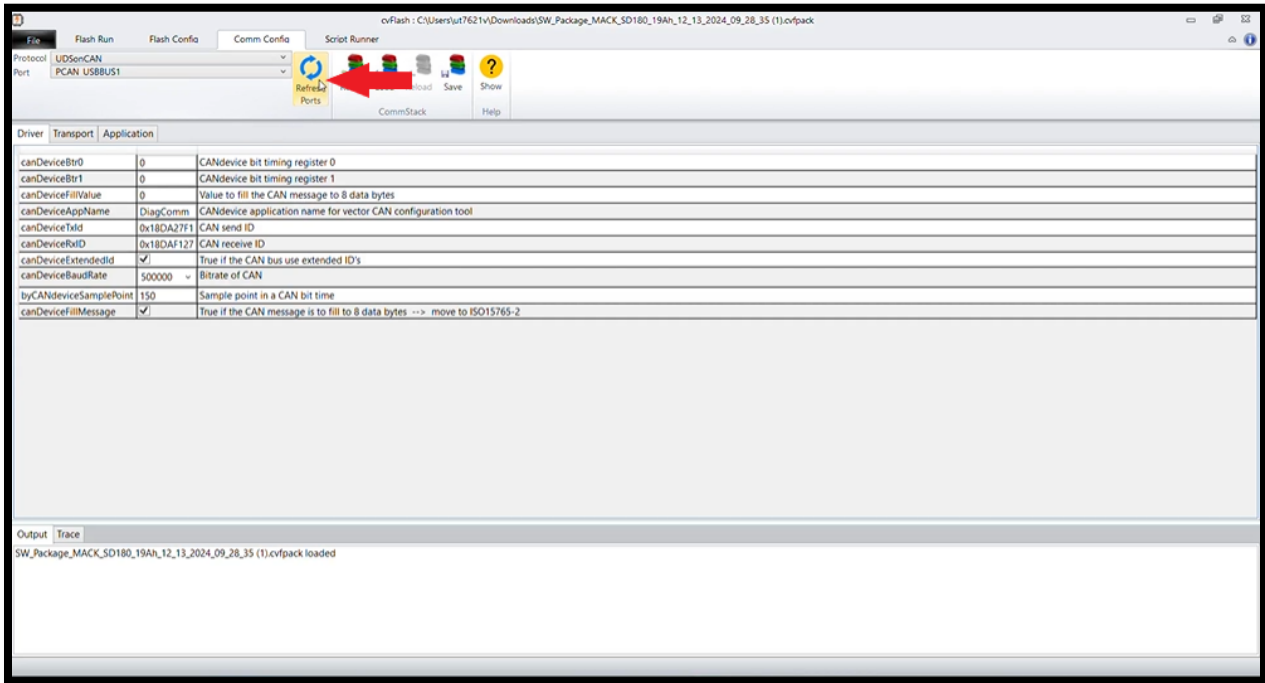 cvFlash : C:\Users\ut7621v\Downloads\SW_Package_MACK_SD180_19Ah_12_13_2024_09_28_35 (1).cvfpack
File Flash Run Flash Config Comm Config Script Runner
Protocol UDSonCAN
Port PCAN USBBUS1
Refresh Ports
Save
Show
CommStack
Help
Driver Transport Application
canDeviceBtr0 0 CANdevice bit timing register 0
canDeviceBtr1 0 CANdevice bit timing register 1
canDeviceFillValue 0 Value to fill the CAN message to 8 data bytes
canDeviceAppName DiagComm CANdevice application name for vector CAN configuration tool
canDeviceTxId 0x18DA27F1 CAN send ID
canDeviceRxID 0x18DAF127 CAN receive ID
canDeviceExtendedId True if the CAN bus use extended ID's
canDeviceBaudRate 500000 Bitrate of CAN
byCANdeviceSamplePoint 150 Sample point in a CAN bit time
canDeviceFillMessage True if the CAN message is to fill to 8 data bytes --> move to ISO15765-2
Output Trace
SW_Package_MACK_SD180_19Ah_12_13_2024_09_28_35 (1).cvfpack loaded